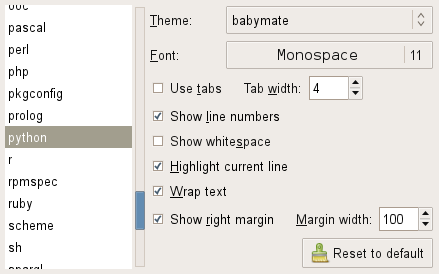 ooc
pascal
perl
php
pkgconfig
prolog
python
r
rpmspec
ruby
scheme
sh
sparql
Theme: babymate
Font: Monospace 11
Use tabs Tab width: 4
Show line numbers
Show whitespace
Highlight current line
Wrap text
Show right margin Margin width: 100
Reset to default